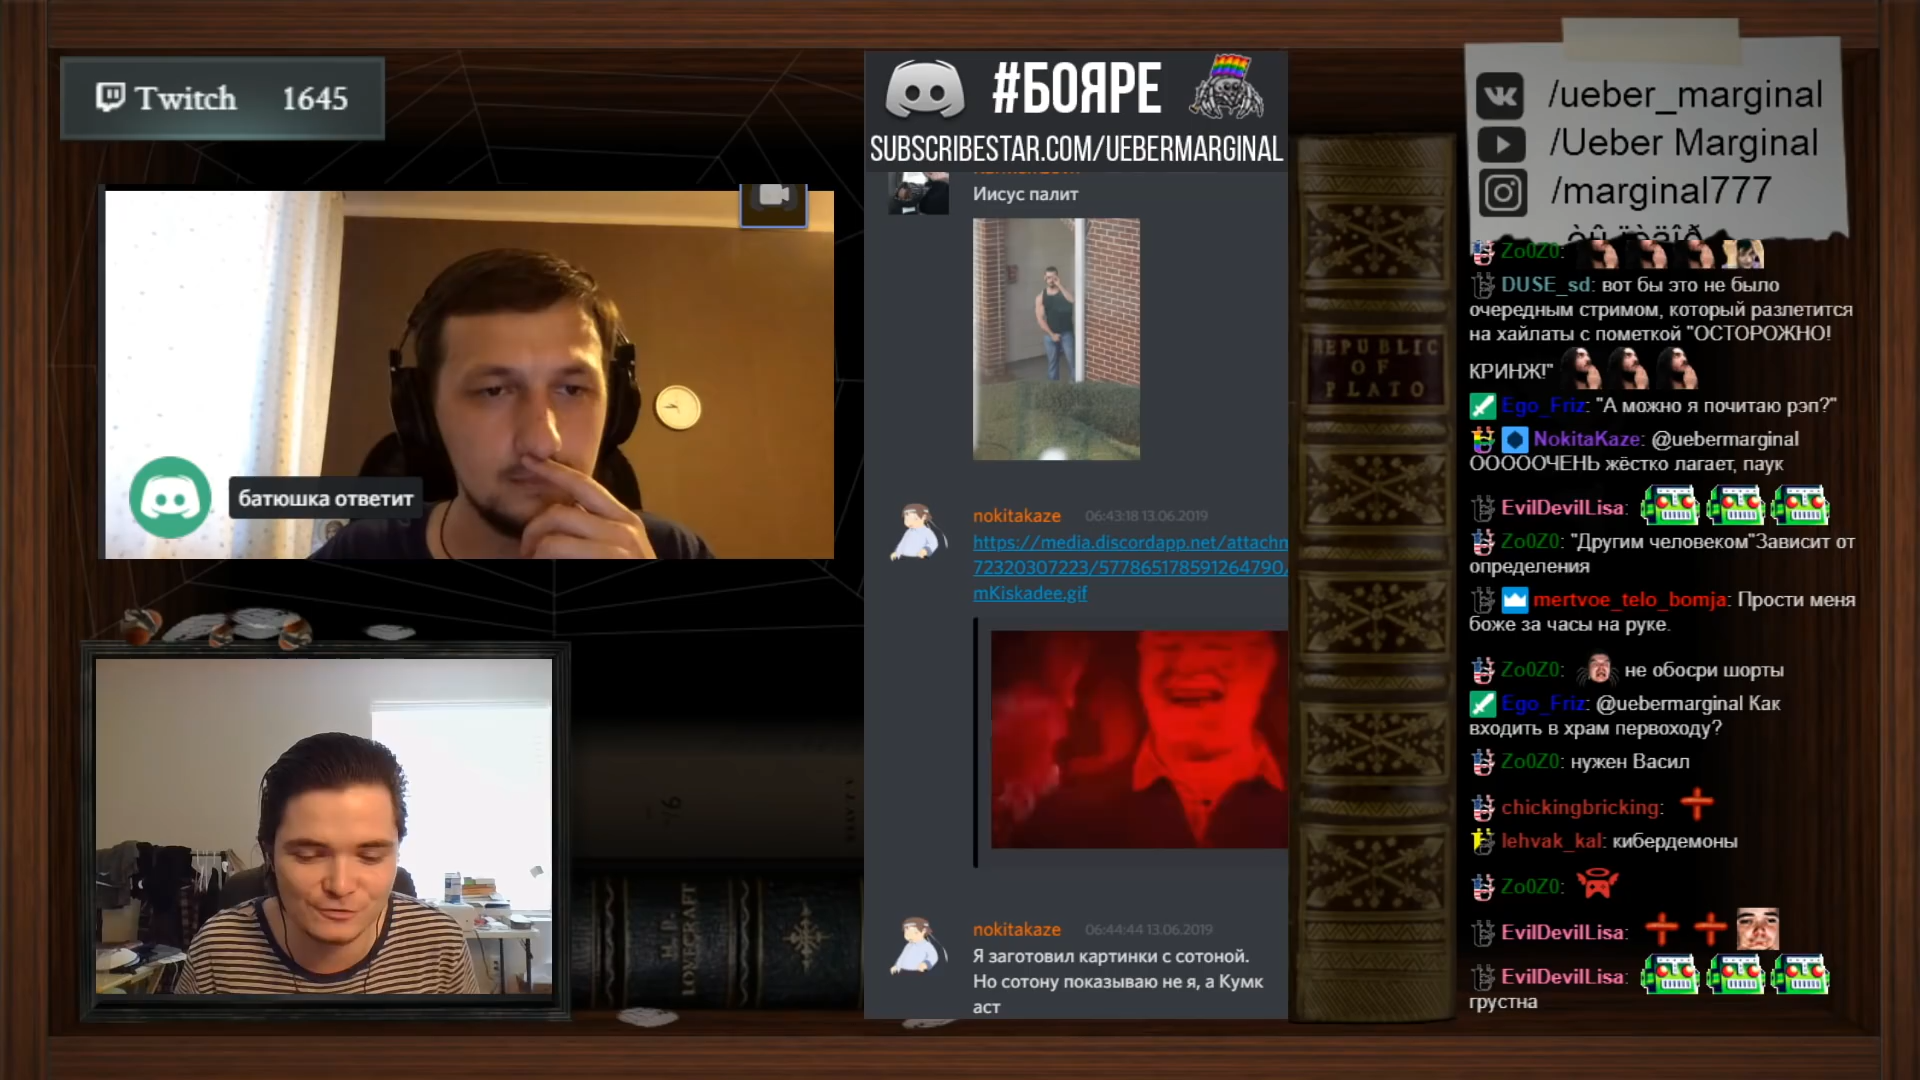 Twitch 1645
батюшка ответит
#БОЯРЕ
SUBSCRIBESTAR.COM/UEBERMARGINAL
Иисус палит
nokitakaze 06:43:18 13.06.2019
https://media.discordapp.net/attachm
72320307223/577865178591264790/
mKiskadee.gif
nokitakaze 06:44:44 13.06.2019
Я заготовил картинки с сотоной.
Но сотону показываю не я, а Кумк
аст
H. P. LOVECRAFT
REPUBLIC
OF
PLATO
/ueber_marginal
/Ueber Marginal
/marginal777
Zo0Z0:
DUSE_sd: вот бы это не было
очередным стримом, который разлетится
на хайлаты с пометкой "ОСТОРОЖНО!
КРИНЖ!"
Ego_Friz: "А можно я почитаю рэп?"
NokitaKaze: @uebermarginal
ОООООЧЕНЬ жёстко лагает, паук
EvilDevilLisa:
Zo0Z0: "Другим человеком"Зависит от
определения
mertvoe_telo_bomja: Прости меня
боже за часы на руке.
Zo0Z0: не обосри шорты
Ego_Friz: @uebermarginal Как
входить в храм первоходу?
Zo0Z0: нужен Васил
chickingbricking:
lehvak_kal: кибердемоны
Zo0Z0:
EvilDevilLisa:
EvilDevilLisa:
грустна